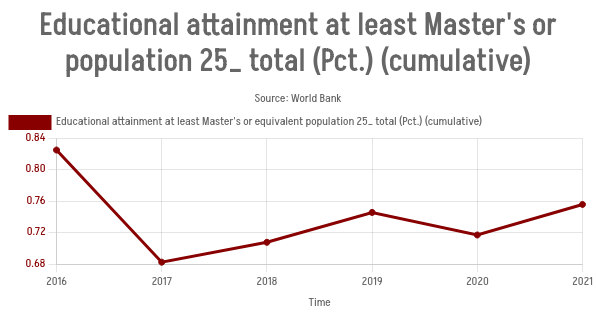 Educational attainment at least Master's or
population 25_ total (Pct.) (cumulative)
Source: World Bank
Educational attainment at least Master's or equivalent population 25_ total (Pct.) (cumulative)
0.84
0.80
0.76
0.72
0.68
2016 2017 2018 2019 2020 2021
Time